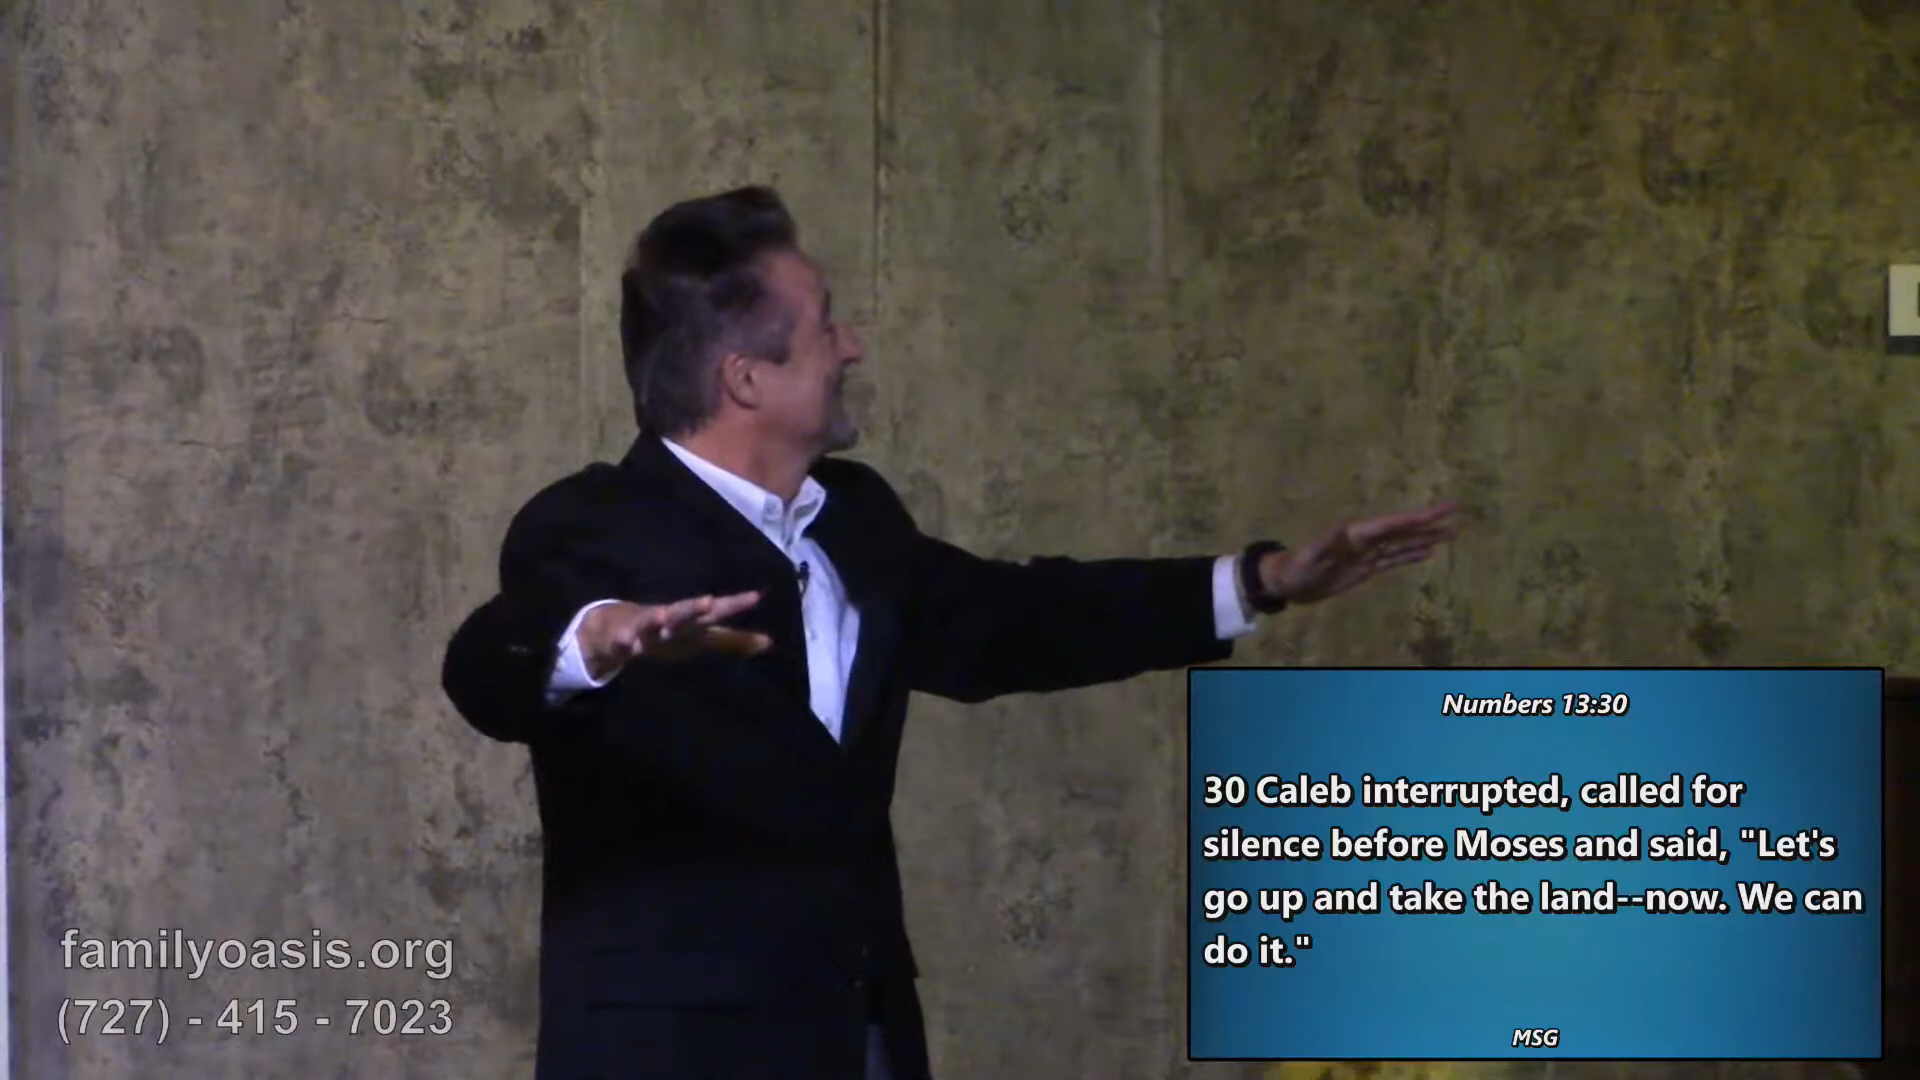 Numbers 13:30
30 Caleb interrupted, called for
silence before Moses and said, "Let's
go up and take the land--now. We can
do it."
MSG
familyoasis.org
(727) - 415 - 7023